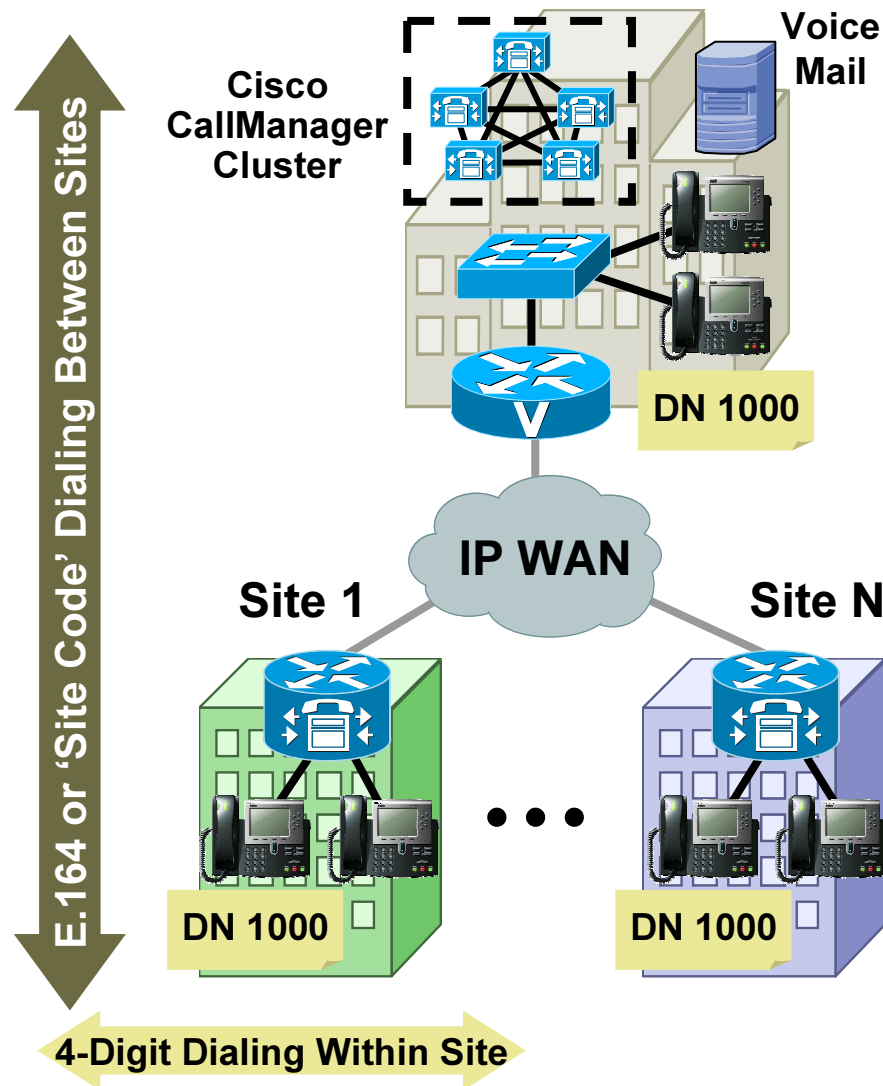 Voice
Mail
Cisco
CallManager
Cluster
E.164 or ‘Site Code’ Dialing Between Sites
DN 1000
V
IP WAN
Site 1
Site N
DN 1000
DN 1000
4-Digit Dialing Within Site